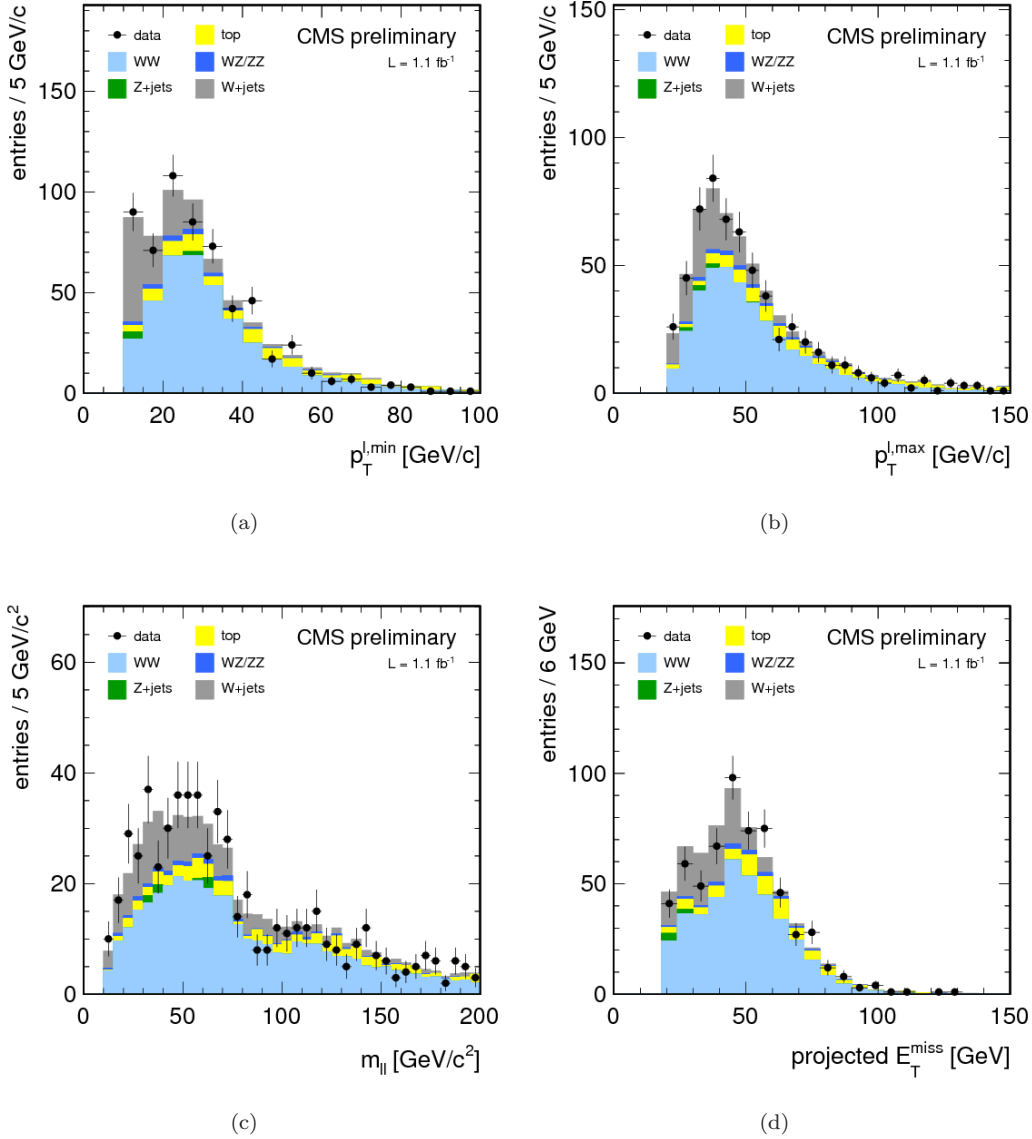 entries / 5 GeV/c
150
100
50
0
data
WW
Z+jets
top
WZ/ZZ
W+jets
CMS preliminary
L = 1.1 fb⁻¹
0 20 40 60 80 100
p_T^{l,min} [GeV/c]
(a)
entries / 5 GeV/c
150
100
50
0
data
WW
Z+jets
top
WZ/ZZ
W+jets
CMS preliminary
L = 1.1 fb⁻¹
0 50 100 150
p_T^{l,max} [GeV/c]
(b)
entries / 5 GeV/c²
60
40
20
0
data
WW
Z+jets
top
WZ/ZZ
W+jets
CMS preliminary
L = 1.1 fb⁻¹
0 50 100 150 200
m_{ll} [GeV/c²]
(c)
entries / 6 GeV
150
100
50
0
data
WW
Z+jets
top
WZ/ZZ
W+jets
CMS preliminary
L = 1.1 fb⁻¹
0 50 100 150
projected E_T^{miss} [GeV]
(d)